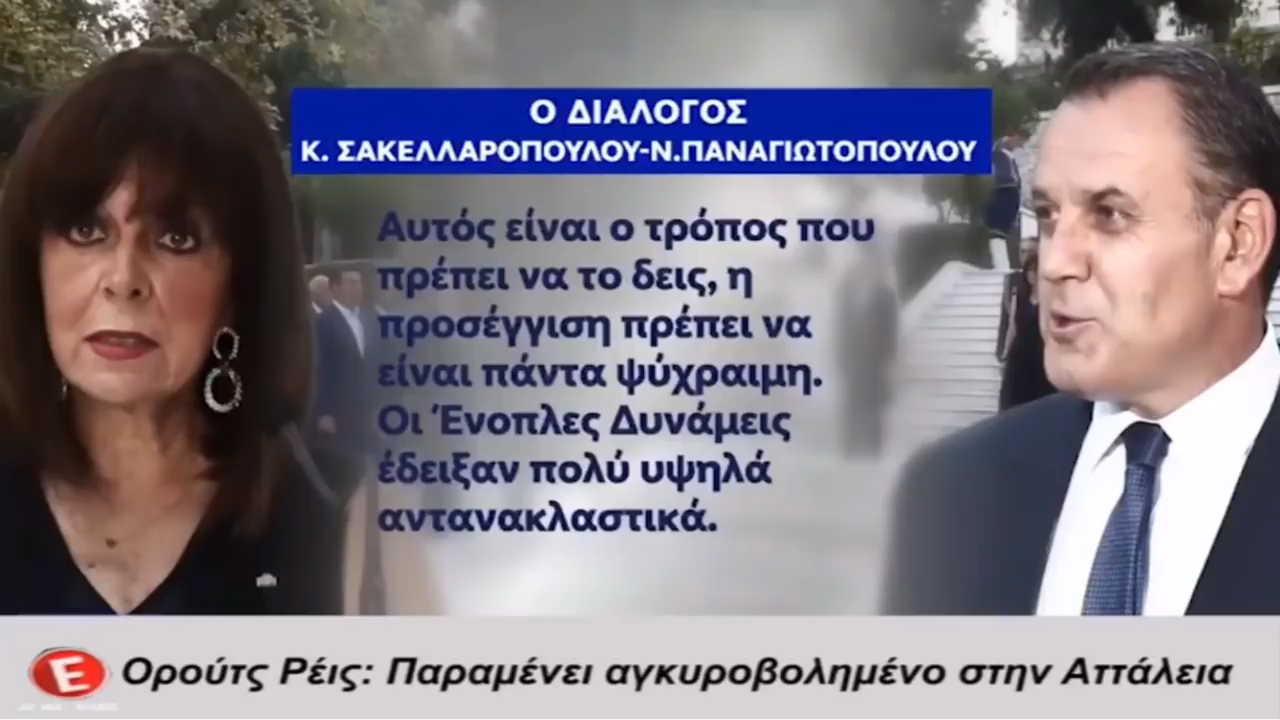 Ο ΔΙΑΛΟΓΟΣ
Κ. ΣΑΚΕΛΛΑΡΟΠΟΥΛΟΥ-Ν.ΠΑΝΑΓΙΩΤΟΠΟΥΛΟΥ
Αυτός είναι ο τρόπος που
πρέπει να το δεις, η
προσέγγιση πρέπει να
είναι πάντα ψύχραιμη.
Οι Ένοπλες Δυνάμεις
έδειξαν πολύ υψηλά
αντανακλαστικά.
E Ορούτς Ρέις: Παραμένει αγκυροβολημένο στην Αττάλεια